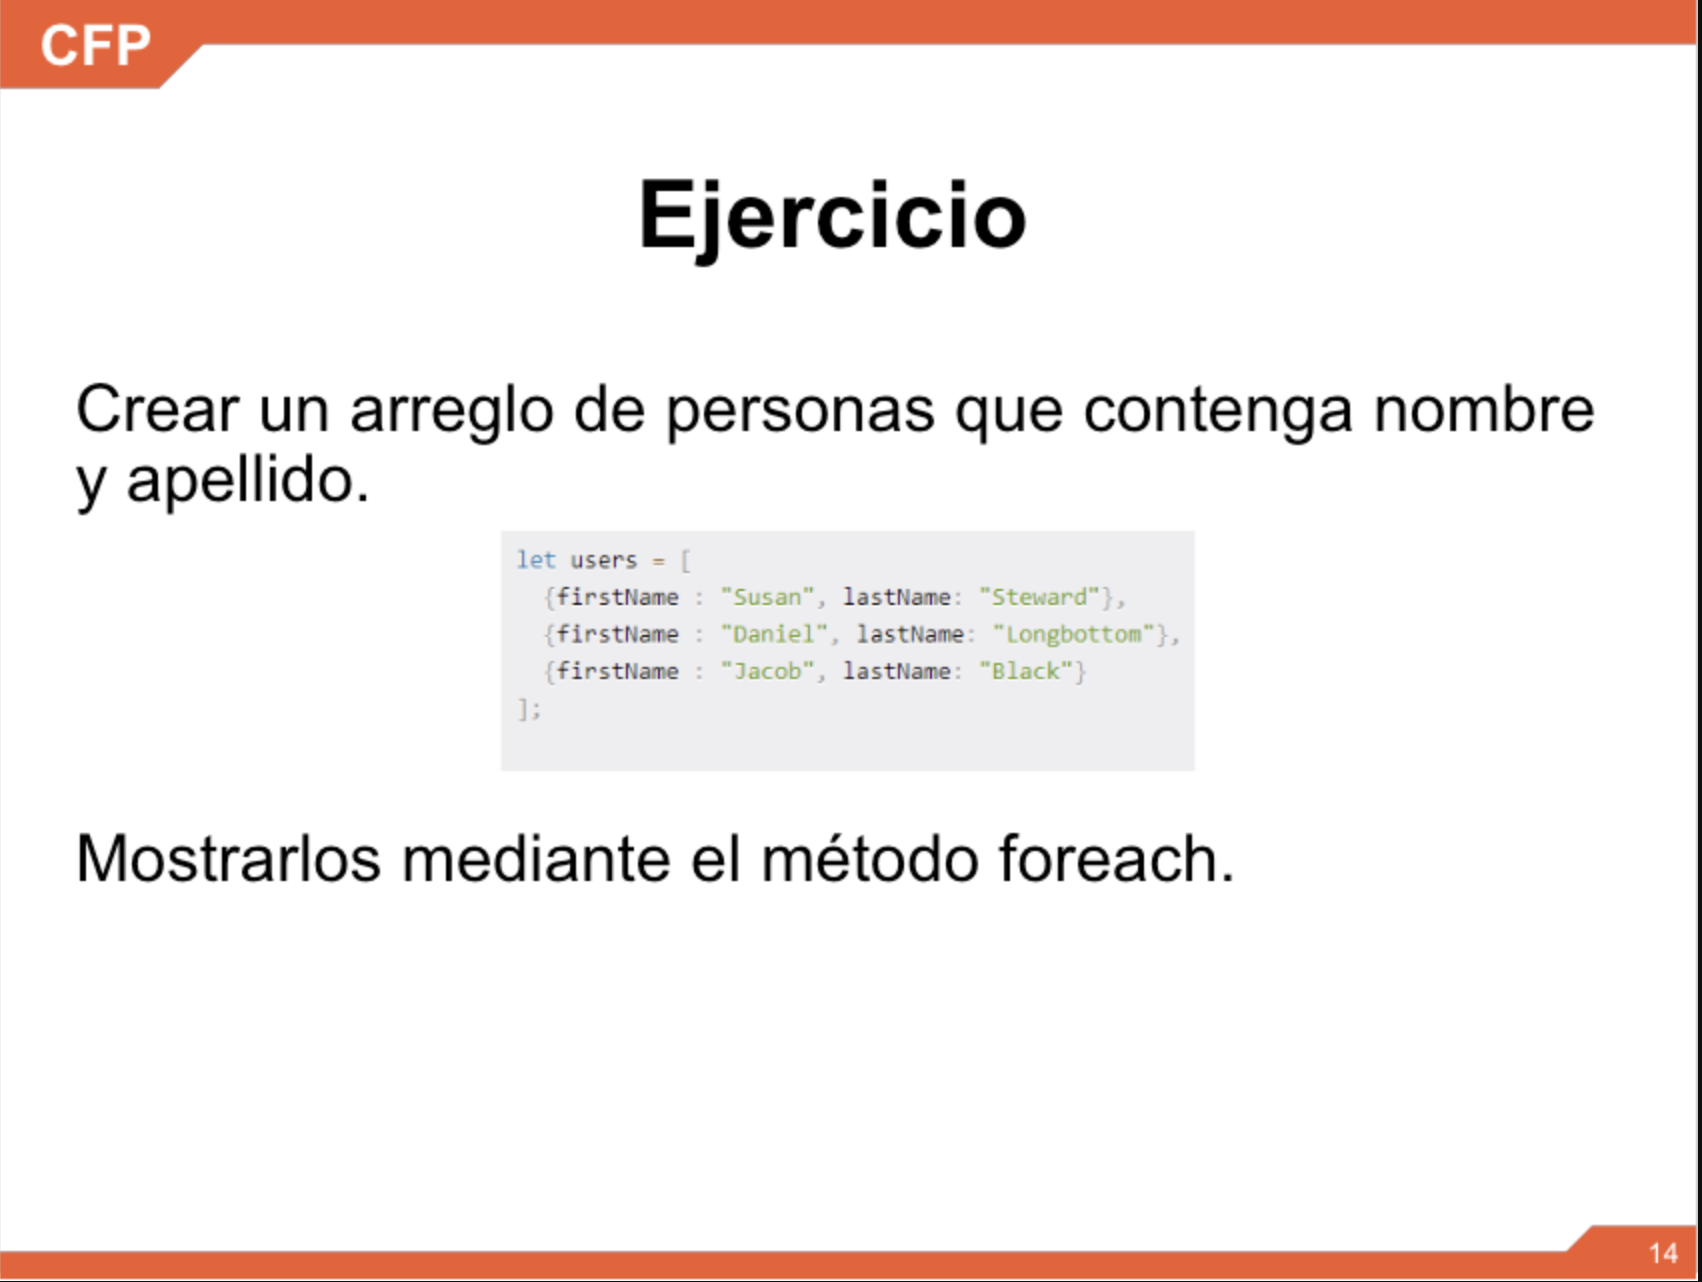 CFP
Ejercicio
Crear un arreglo de personas que contenga nombre
y apellido.
let users = [
  {firstName : "Susan", lastName: "Steward"},
  {firstName : "Daniel", lastName: "Longbottom"},
  {firstName : "Jacob", lastName: "Black"}
];
Mostrarlos mediante el método foreach.
14